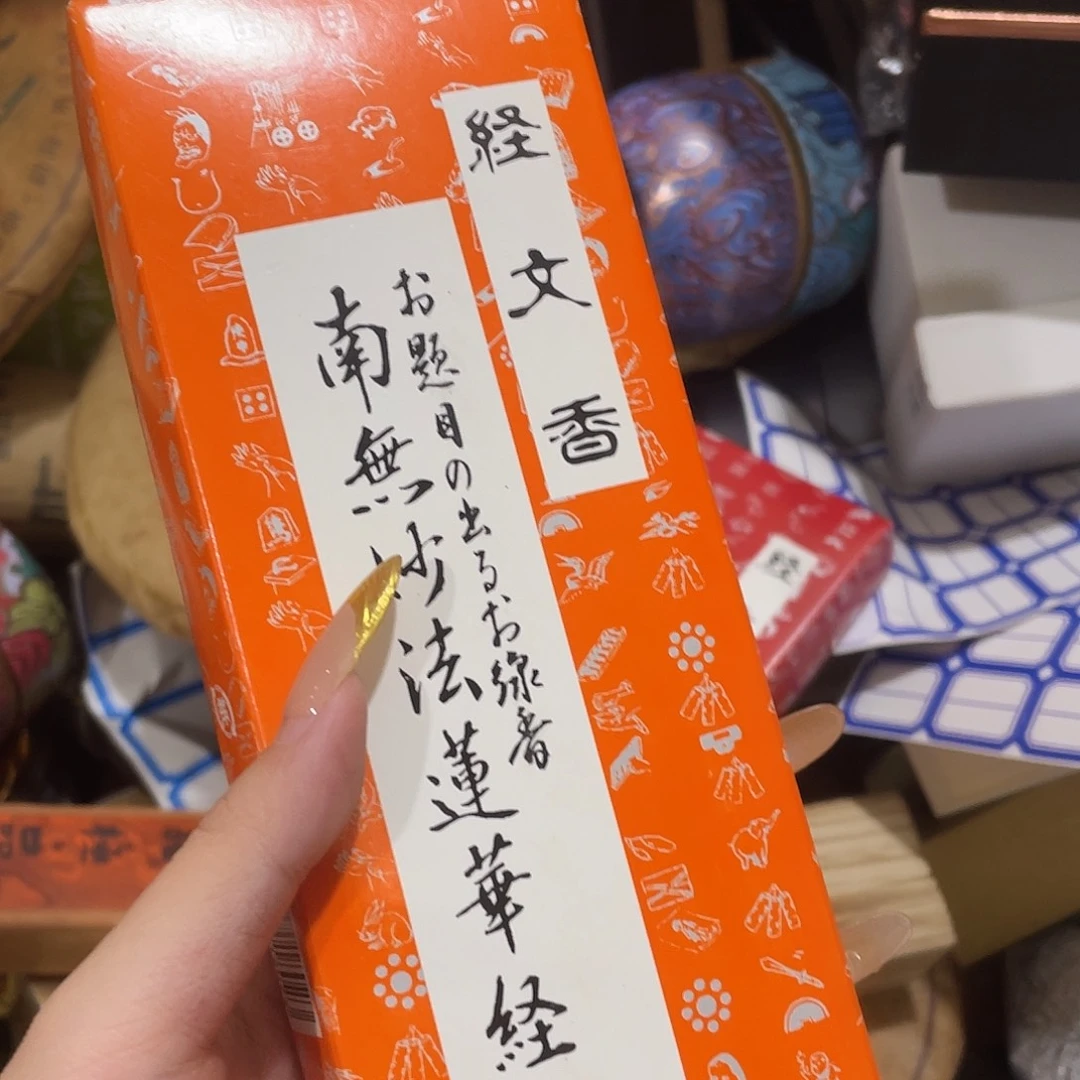 経文香
お題目の出るお線香
南無妙法蓮華経
経